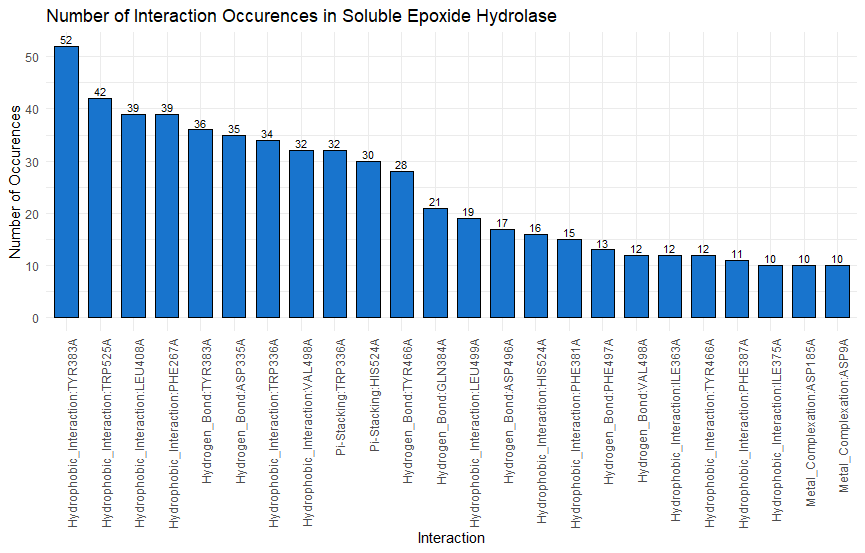 Number of Interaction Occurences in Soluble Epoxide Hydrolase
Number of Occurences
50
40
30
20
10
0
52
42
39
39
36
35
34
32
32
30
28
21
19
17
16
15
13
12
12
12
11
10
10
10
Hydrophobic_Interaction:TYR383A
Hydrophobic_Interaction:TRP525A
Hydrophobic_Interaction:LEU408A
Hydrophobic_Interaction:PHE267A
Hydrogen_Bond:TYR383A
Hydrogen_Bond:ASP335A
Hydrophobic_Interaction:TRP336A
Hydrophobic_Interaction:VAL498A
Pi-Stacking:TRP336A
Pi-Stacking:HIS524A
Hydrogen_Bond:TYR466A
Hydrogen_Bond:GLN384A
Hydrophobic_Interaction:LEU499A
Hydrogen_Bond:ASP496A
Hydrophobic_Interaction:HIS524A
Hydrophobic_Interaction:PHE381A
Hydrogen_Bond:PHE497A
Hydrogen_Bond:VAL498A
Hydrophobic_Interaction:ILE363A
Hydrophobic_Interaction:TYR466A
Hydrophobic_Interaction:PHE387A
Hydrophobic_Interaction:ILE375A
Metal_Complexation:ASP185A
Metal_Complexation:ASP9A
Interaction